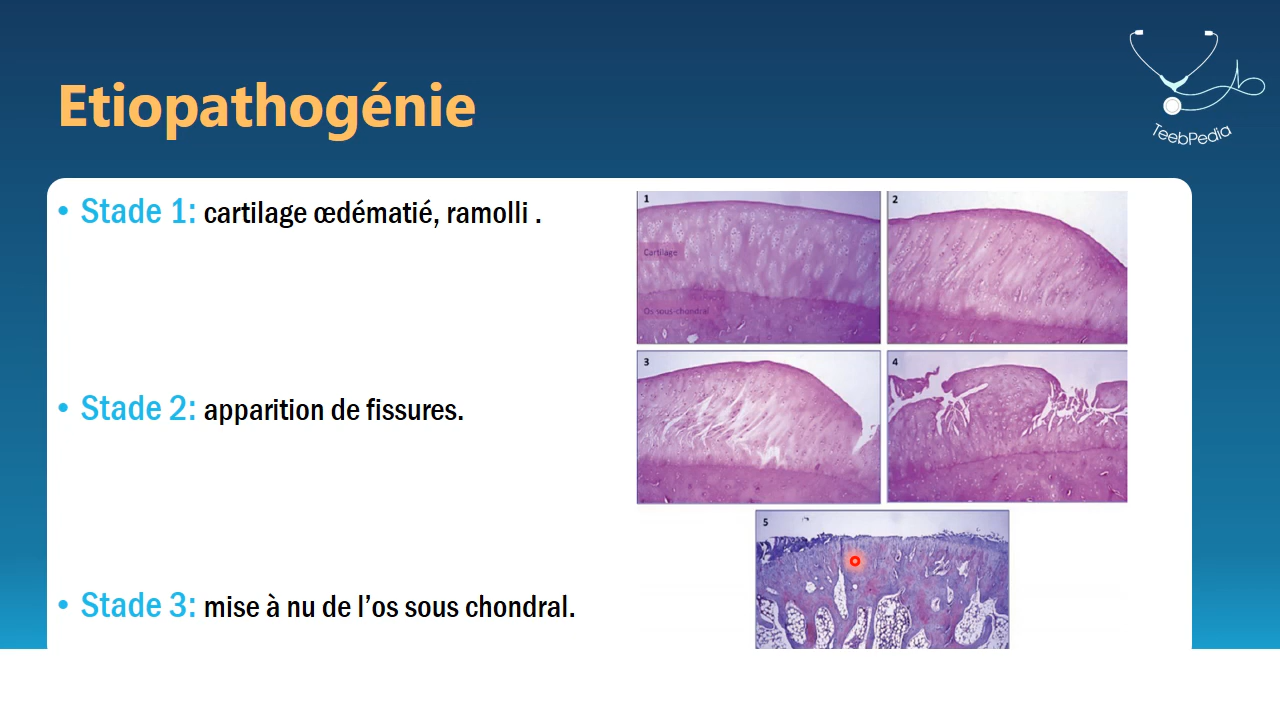 TeebPedia
Etiopathogénie
• Stade 1: cartilage œdématié, ramolli .
• Stade 2: apparition de fissures.
• Stade 3: mise à nu de l’os sous chondral.
1
Cartilage
Os sous-chondral
2
3
4
5